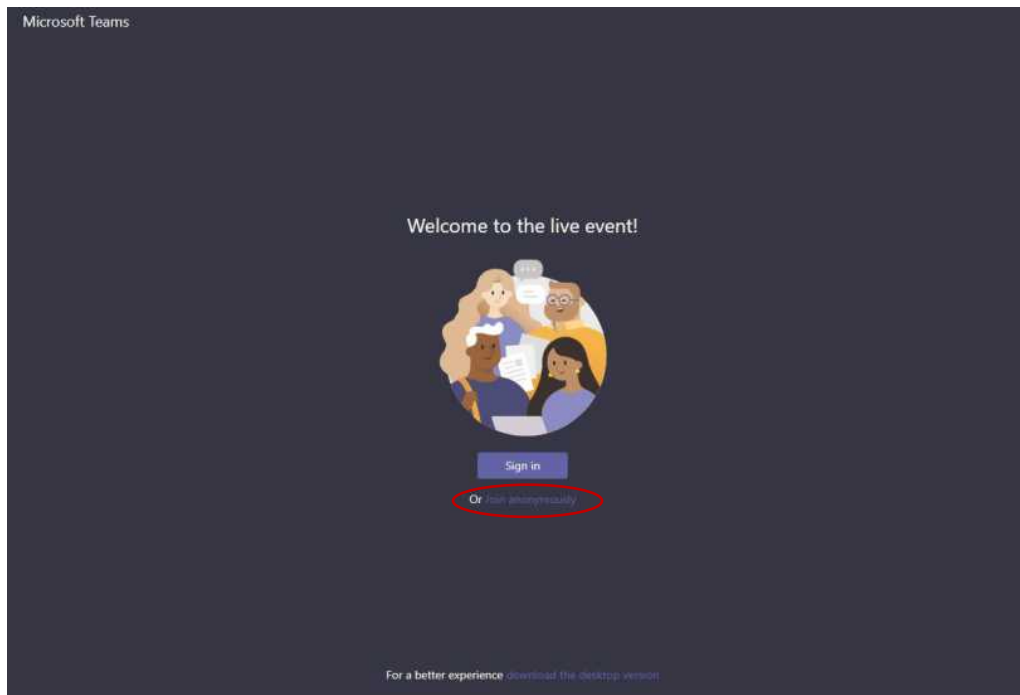 Microsoft Teams
Welcome to the live event!
Sign in
Or Join anonymously
For a better experience download the desktop version